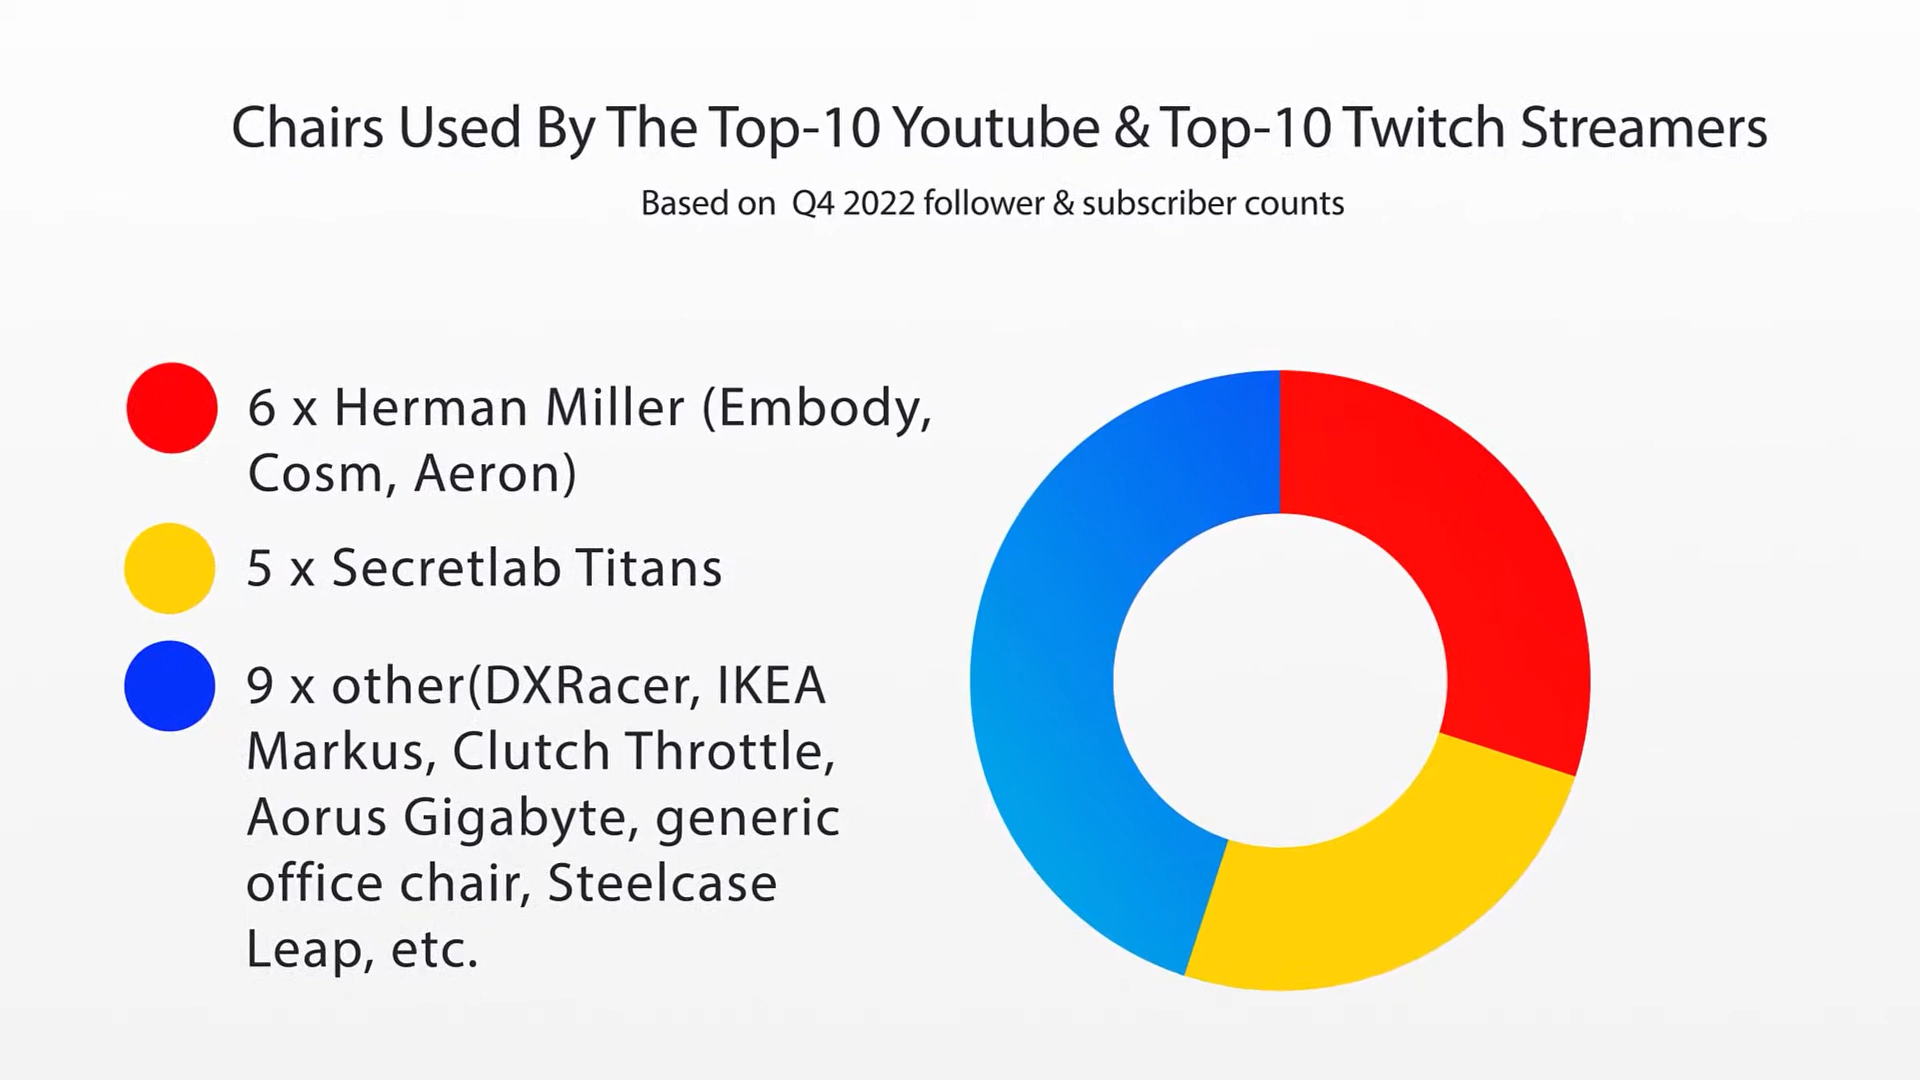 Chairs Used By The Top-10 Youtube & Top-10 Twitch Streamers
Based on  Q4 2022 follower & subscriber counts
6 x Herman Miller (Embody,
Cosm, Aeron)
5 x Secretlab Titans
9 x other(DXRacer, IKEA
Markus, Clutch Throttle,
Aorus Gigabyte, generic
office chair, Steelcase
Leap, etc.